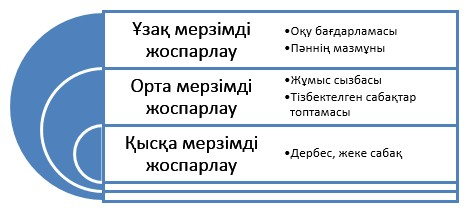 Ұзақ мерзімді
жоспарлау
•Оқу бағдарламасы
•Пәннің мазмұны
Орта мерзімді
жоспарлау
•Жұмыс сызбасы
•Тізбектелген сабақтар
топтамасы
Қысқа мерзімді
жоспарлау
•Дербес, жеке сабақ